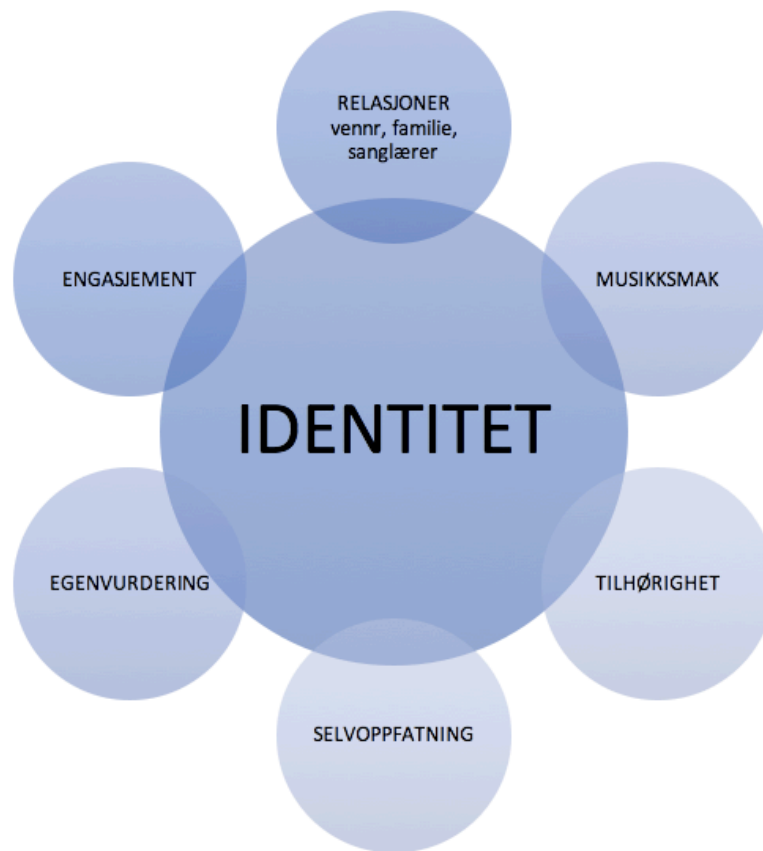 RELASJONER
vennr, familie,
sanglærer
ENGASJEMENT
MUSIKKSMAK
IDENTITET
EGENVURDERING
TILHØRIGHET
SELVOPPFATNING